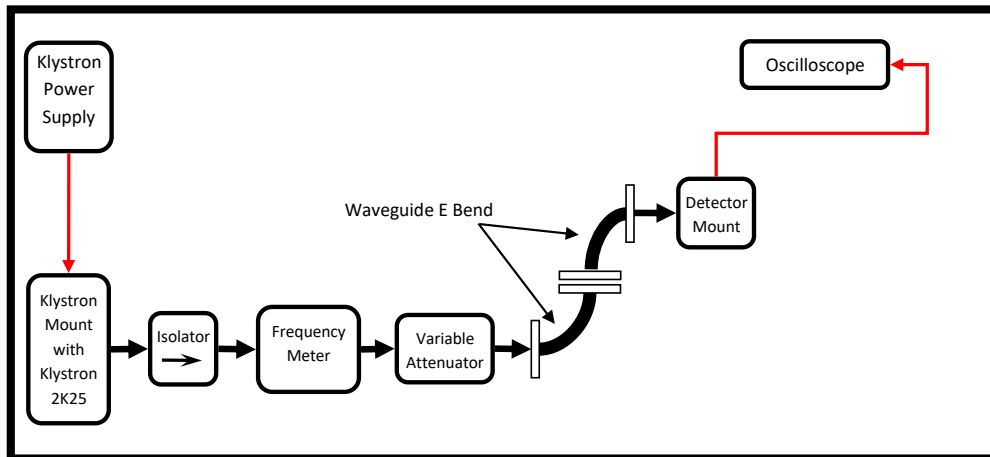 Klystron
Power
Supply
Oscilloscope
Waveguide E Bend
Detector
Mount
Klystron
Mount
with
Klystron
2K25
Isolator
Frequency
Meter
Variable
Attenuator